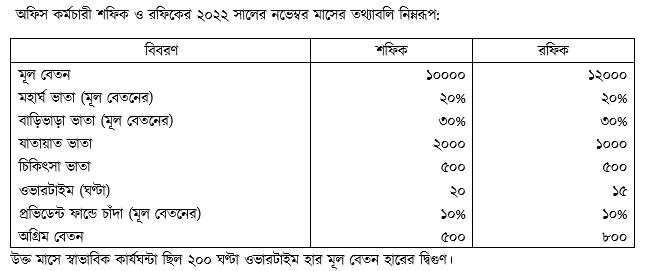 অফিস কর্মচারী শফিক ও রফিকের ২০২২ সালের নভেম্বর মাসের তথ্যাবলি নিম্নরূপ:
বিবরণ শফিক রফিক
মূল বেতন ১০০০০ ১২০০০
মহার্ঘ ভাতা (মূল বেতনের) ২০% ২০%
বাড়িভাড়া ভাতা (মূল বেতনের) ৩০% ৩০%
যাতায়াত ভাতা ২০০০ ১০০০
চিকিৎসা ভাতা ৫০০ ৫০০
ওভারটাইম (ঘণ্টা) ২০ ১৫
প্রভিডেন্ট ফান্ডে চাঁদা (মূল বেতনের) ১০% ১০%
অগ্রিম বেতন ৫০০ ৮০০
উক্ত মাসে স্বাভাবিক কার্যঘন্টা ছিল ২০০ ঘণ্টা ওভারটাইম হার মূল বেতন হারের দ্বিগুণ।